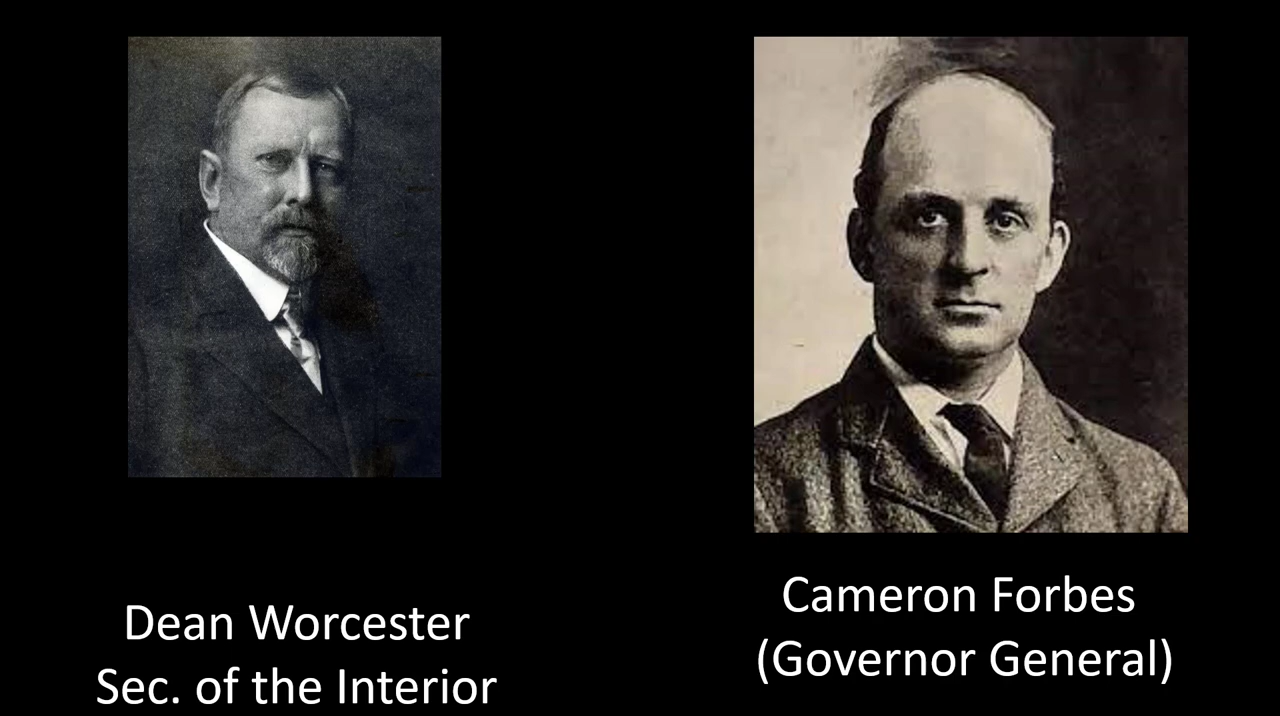 Dean Worcester
Sec. of the Interior
Cameron Forbes
(Governor General)